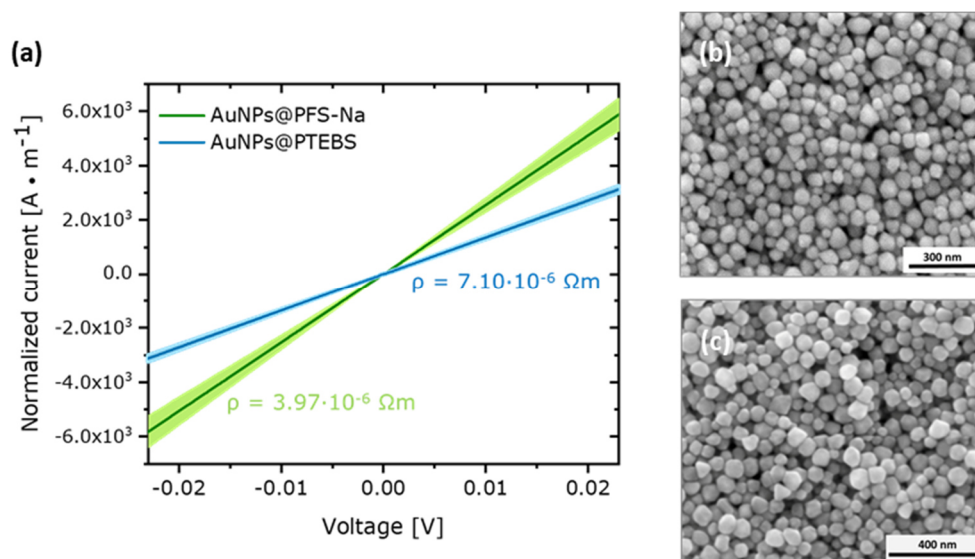 (a)
6.0x10³
4.0x10³
2.0x10³
0.0
-2.0x10³
-4.0x10³
-6.0x10³
Normalized current [A • m⁻¹]
AuNPs@PFS-Na
AuNPs@PTEBS
ρ = 7.10·10⁻⁶ Ωm
ρ = 3.97·10⁻⁶ Ωm
-0.02 -0.01 0.00 0.01 0.02
Voltage [V]
(b)
300 nm
(c)
400 nm